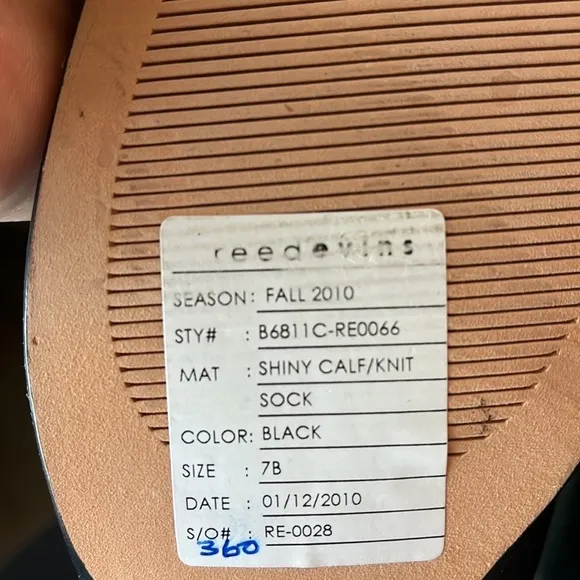 reedevins
SEASON: FALL 2010
STY# : B6811C-RE0066
MAT : SHINY CALF/KNIT
SOCK
COLOR: BLACK
SIZE : 7B
DATE : 01/12/2010
S/O# : RE-0028
360